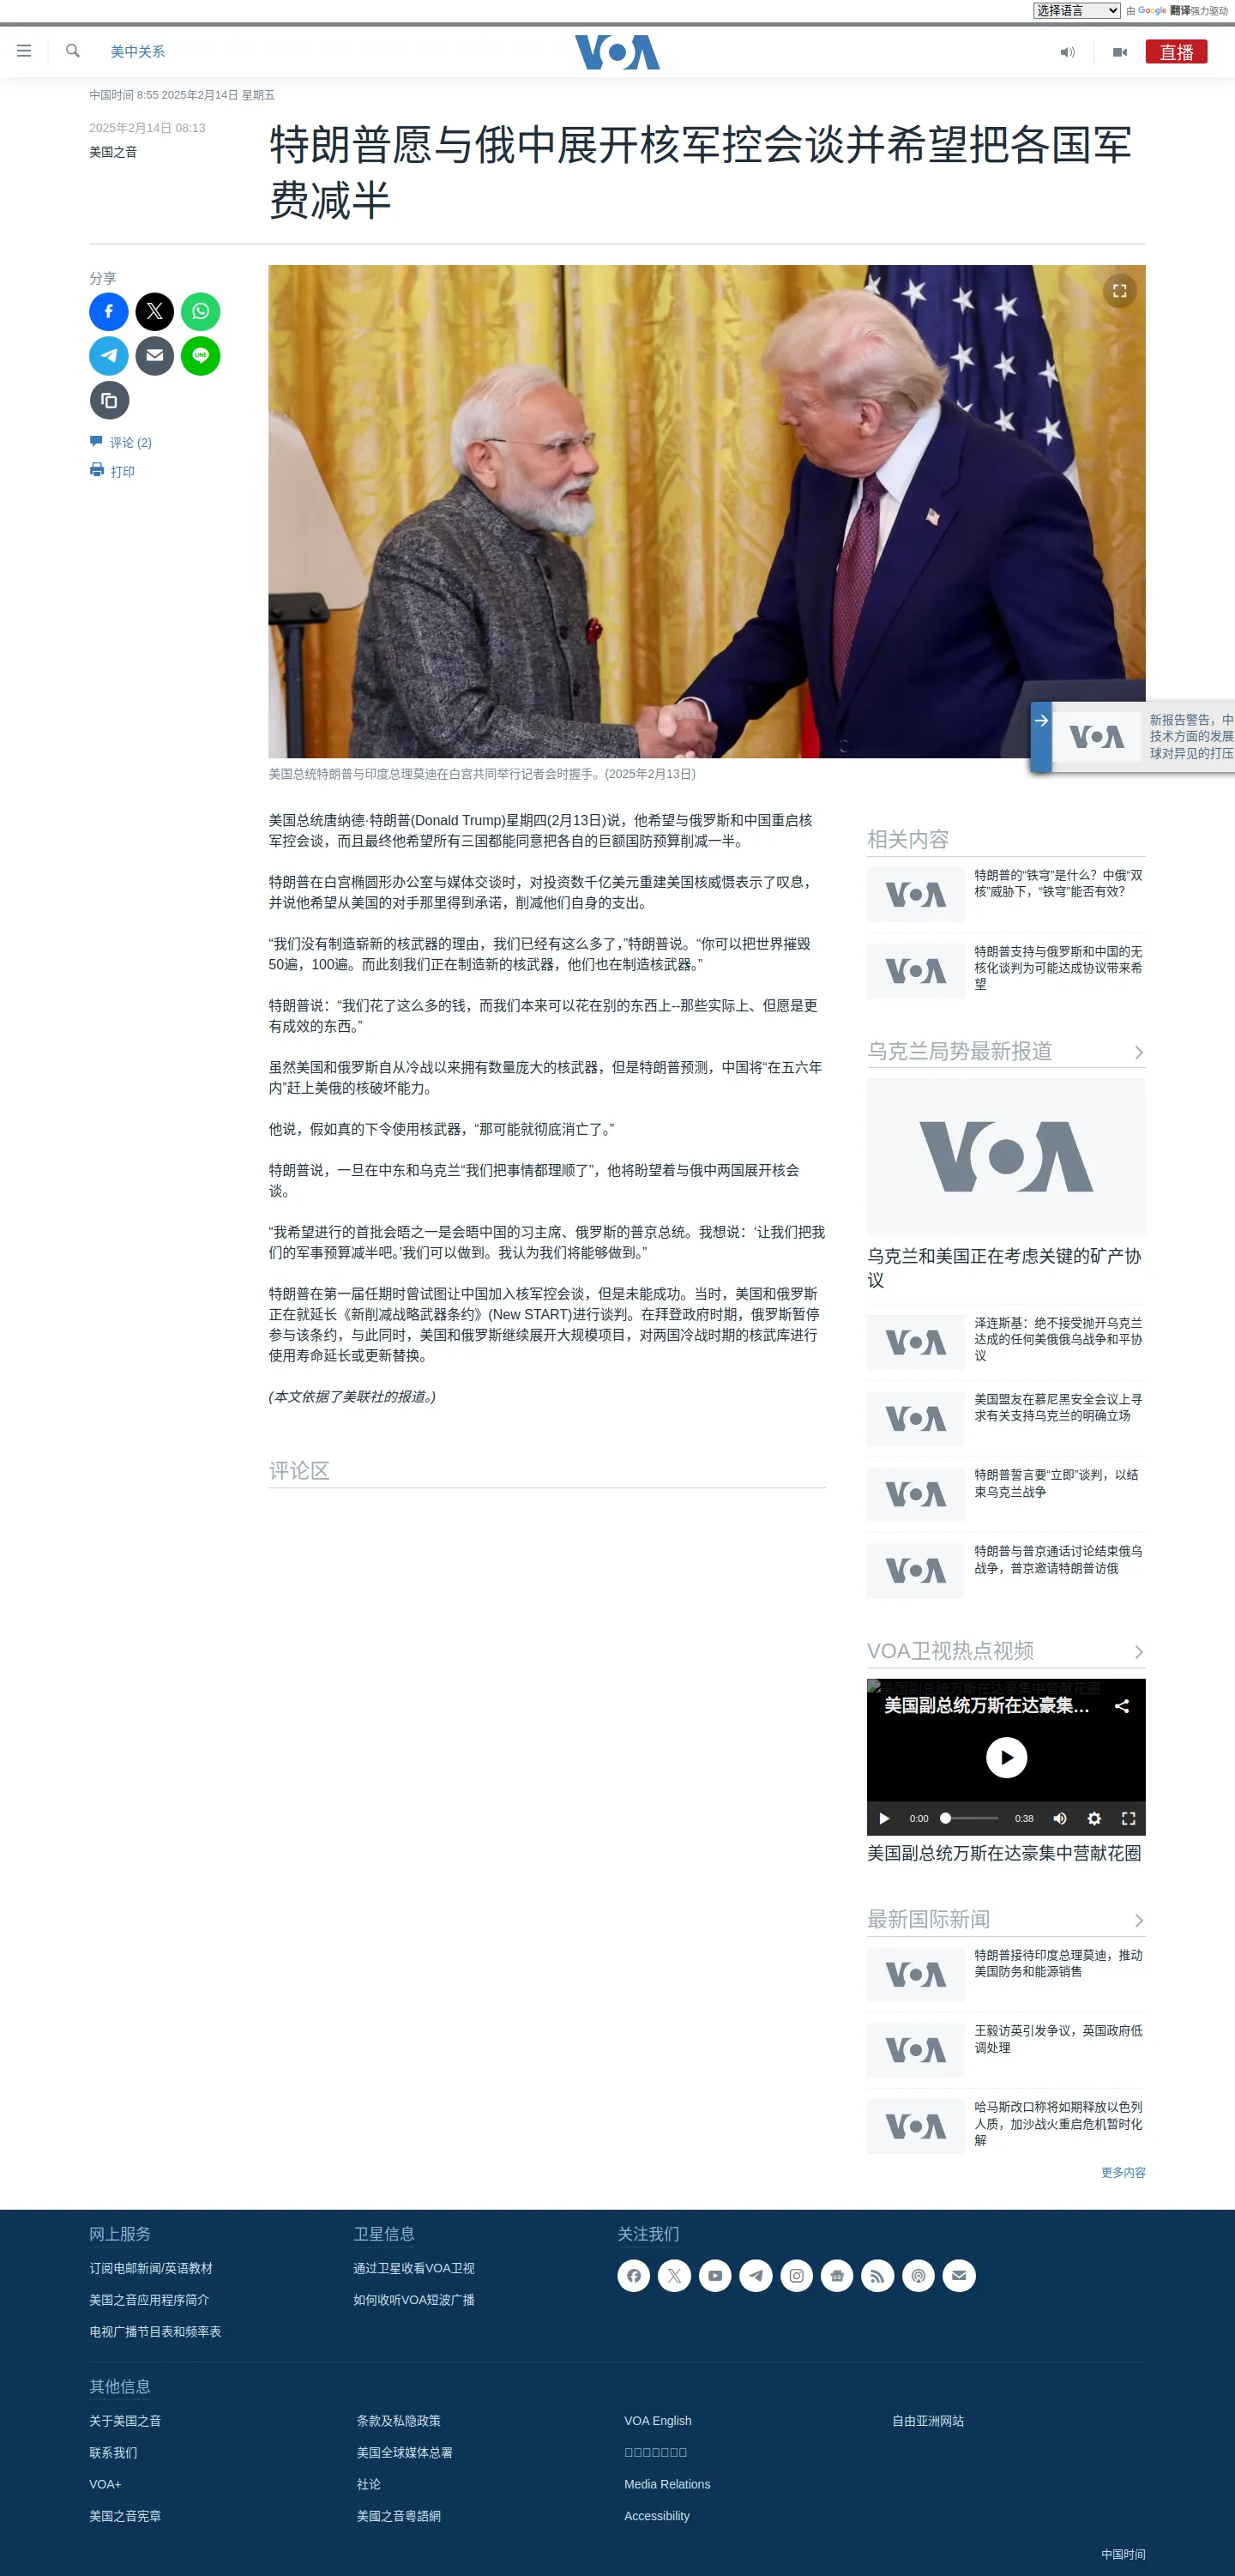 选择语言
由 Google 翻译强力驱动
美中关系
VOA
直播
中国时间 8:55 2025年2月14日 星期五
2025年2月14日 08:13
美国之音
特朗普愿与俄中展开核军控会谈并希望把各国军
费减半
分享
LINE
评论 (2)
打印
美国总统特朗普与印度总理莫迪在白宫共同举行记者会时握手。(2025年2月13日)
VOA
新报告警告，中
技术方面的发展
球对异见的打压
美国总统唐纳德·特朗普(Donald Trump)星期四(2月13日)说，他希望与俄罗斯和中国重启核
军控会谈，而且最终他希望所有三国都能同意把各自的巨额国防预算削减一半。
特朗普在白宫椭圆形办公室与媒体交谈时，对投资数千亿美元重建美国核威慑表示了叹息，
并说他希望从美国的对手那里得到承诺，削减他们自身的支出。
“我们没有制造崭新的核武器的理由，我们已经有这么多了，”特朗普说。“你可以把世界摧毁
50遍，100遍。而此刻我们正在制造新的核武器，他们也在制造核武器。”
特朗普说：“我们花了这么多的钱，而我们本来可以花在别的东西上--那些实际上、但愿是更
有成效的东西。”
虽然美国和俄罗斯自从冷战以来拥有数量庞大的核武器，但是特朗普预测，中国将“在五六年
内”赶上美俄的核破坏能力。
他说，假如真的下令使用核武器，“那可能就彻底消亡了。”
特朗普说，一旦在中东和乌克兰“我们把事情都理顺了”，他将盼望着与俄中两国展开核会
谈。
“我希望进行的首批会晤之一是会晤中国的习主席、俄罗斯的普京总统。我想说：‘让我们把我
们的军事预算减半吧。’我们可以做到。我认为我们将能够做到。”
特朗普在第一届任期时曾试图让中国加入核军控会谈，但是未能成功。当时，美国和俄罗斯
正在就延长《新削减战略武器条约》(New START)进行谈判。在拜登政府时期，俄罗斯暂停
参与该条约，与此同时，美国和俄罗斯继续展开大规模项目，对两国冷战时期的核武库进行
使用寿命延长或更新替换。
(本文依据了美联社的报道。)
评论区
相关内容
VOA
特朗普的“铁穹”是什么？中俄“双
核”威胁下，“铁穹”能否有效？
VOA
特朗普支持与俄罗斯和中国的无
核化谈判为可能达成协议带来希
望
乌克兰局势最新报道
VOA
乌克兰和美国正在考虑关键的矿产协
议
VOA
泽连斯基：绝不接受抛开乌克兰
达成的任何美俄俄乌战争和平协
议
VOA
美国盟友在慕尼黑安全会议上寻
求有关支持乌克兰的明确立场
VOA
特朗普誓言要“立即”谈判，以结
束乌克兰战争
VOA
特朗普与普京通话讨论结束俄乌
战争，普京邀请特朗普访俄
VOA卫视热点视频
美国副总统万斯在达豪集中营献花圈
美国副总统万斯在达豪集...
0:00
0:38
美国副总统万斯在达豪集中营献花圈
最新国际新闻
VOA
特朗普接待印度总理莫迪，推动
美国防务和能源销售
VOA
王毅访英引发争议，英国政府低
调处理
VOA
哈马斯改口称将如期释放以色列
人质，加沙战火重启危机暂时化
解
更多内容
网上服务
订阅电邮新闻/英语教材
美国之音应用程序简介
电视广播节目表和频率表
卫星信息
通过卫星收看VOA卫视
如何收听VOA短波广播
关注我们
其他信息
关于美国之音
联系我们
VOA+
美国之音宪章
条款及私隐政策
美国全球媒体总署
社论
美國之音粵語網
VOA English
Media Relations
Accessibility
自由亚洲网站
中国时间